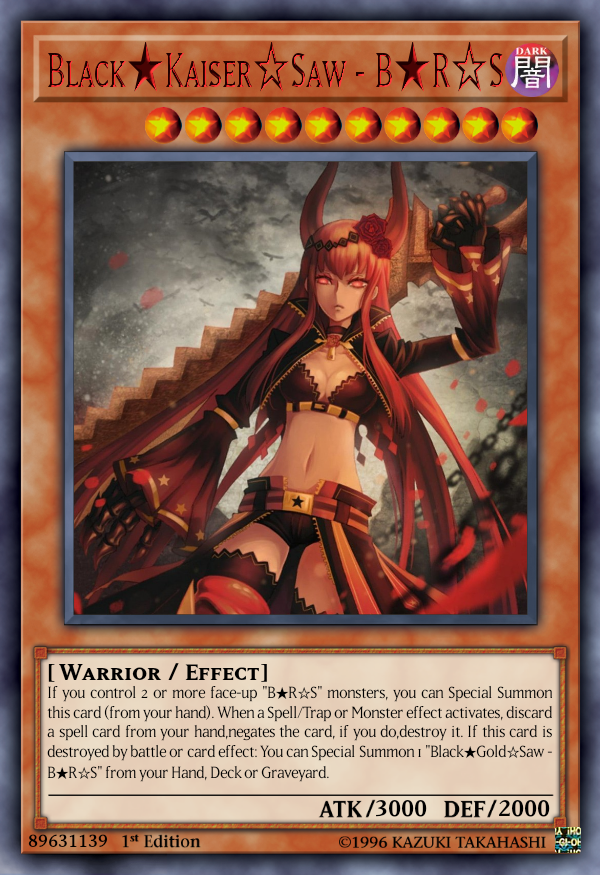 Black★Kaiser☆Saw - B★R☆S
DARK
闇
[ Warrior / Effect]
If you control 2 or more face-up "B★R☆S" monsters, you can Special Summon
this card (from your hand). When a Spell/Trap or Monster effect activates, discard
a spell card from your hand,negates the card, if you do,destroy it. If this card is
destroyed by battle or card effect: You can Special Summon 1 "Black★Gold☆Saw -
B★R☆S" from your Hand, Deck or Graveyard.
ATK/3000 DEF/2000
89631139 1st Edition ©1996 KAZUKI TAKAHASHI